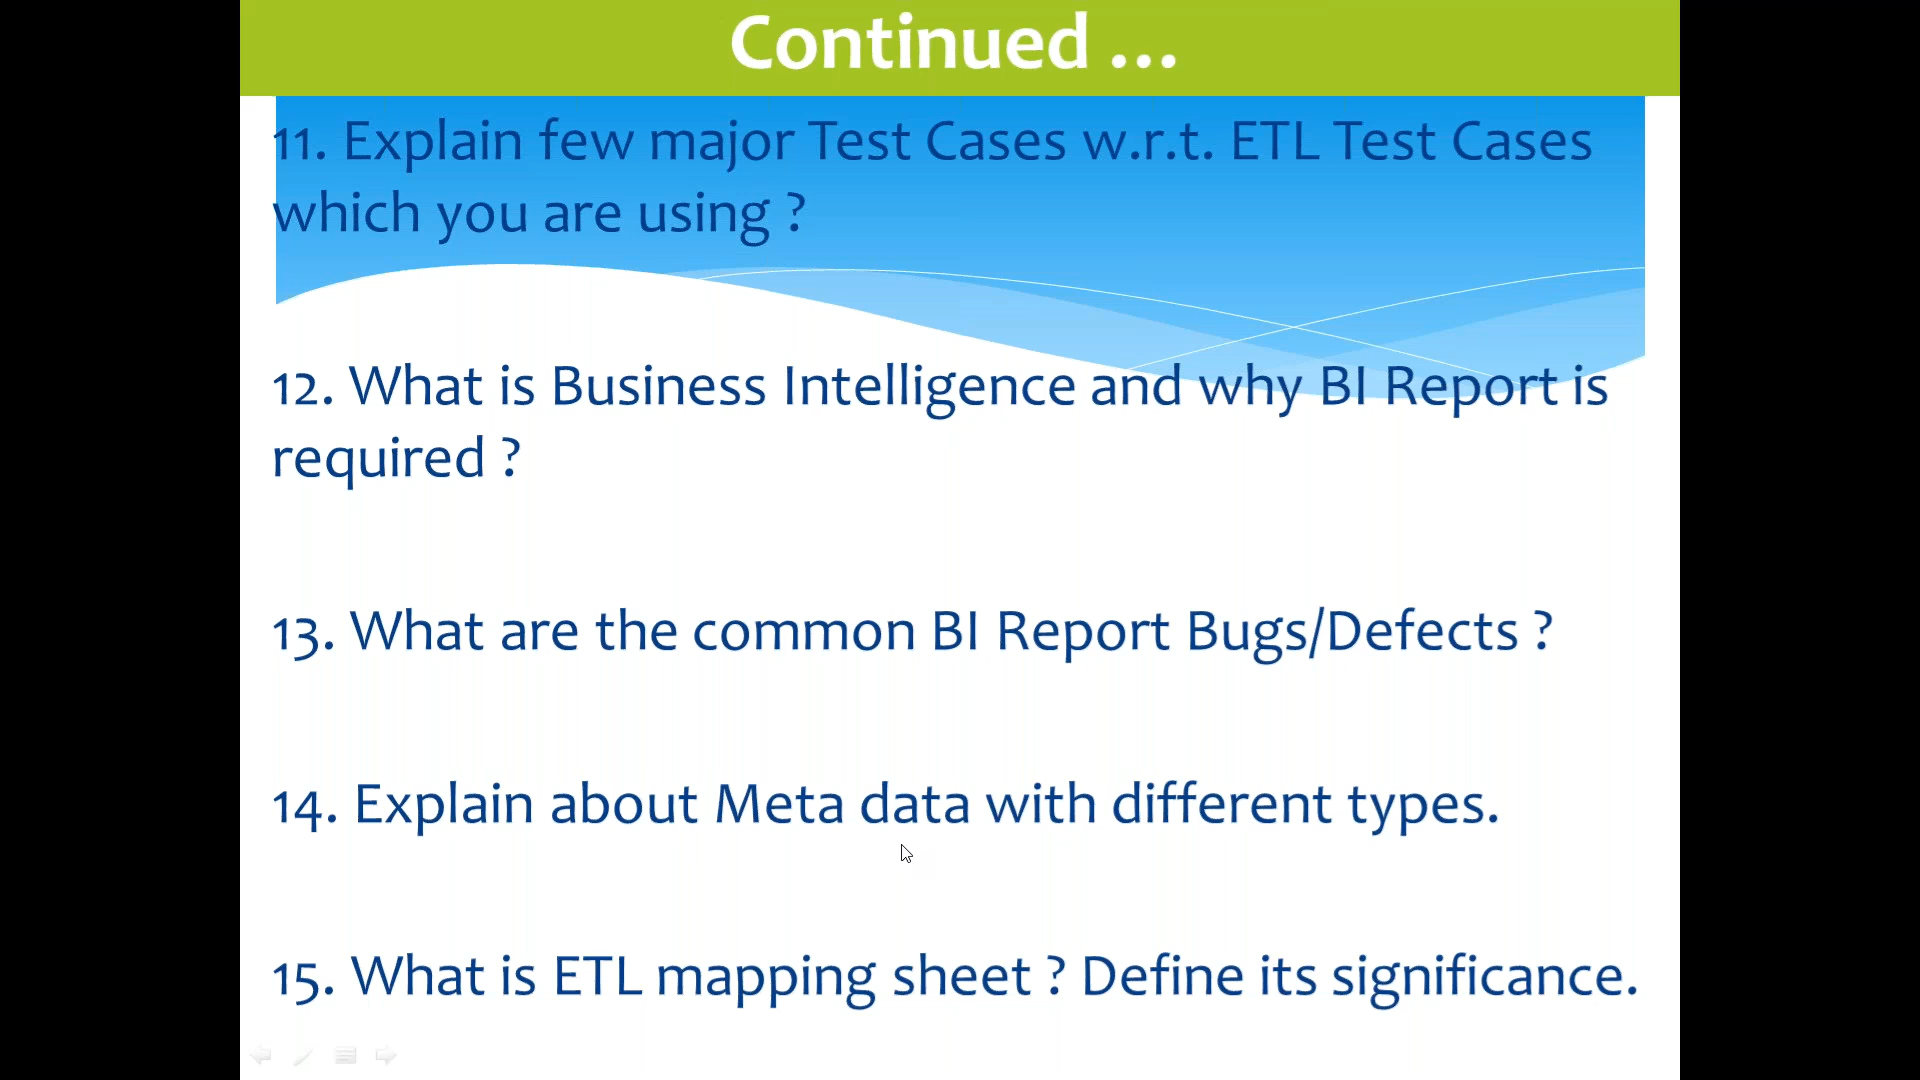 Continued ...
11. Explain few major Test Cases w.r.t. ETL Test Cases
which you are using ?
12. What is Business Intelligence and why BI Report is
required ?
13. What are the common BI Report Bugs/Defects ?
14. Explain about Meta data with different types.
15. What is ETL mapping sheet ? Define its significance.